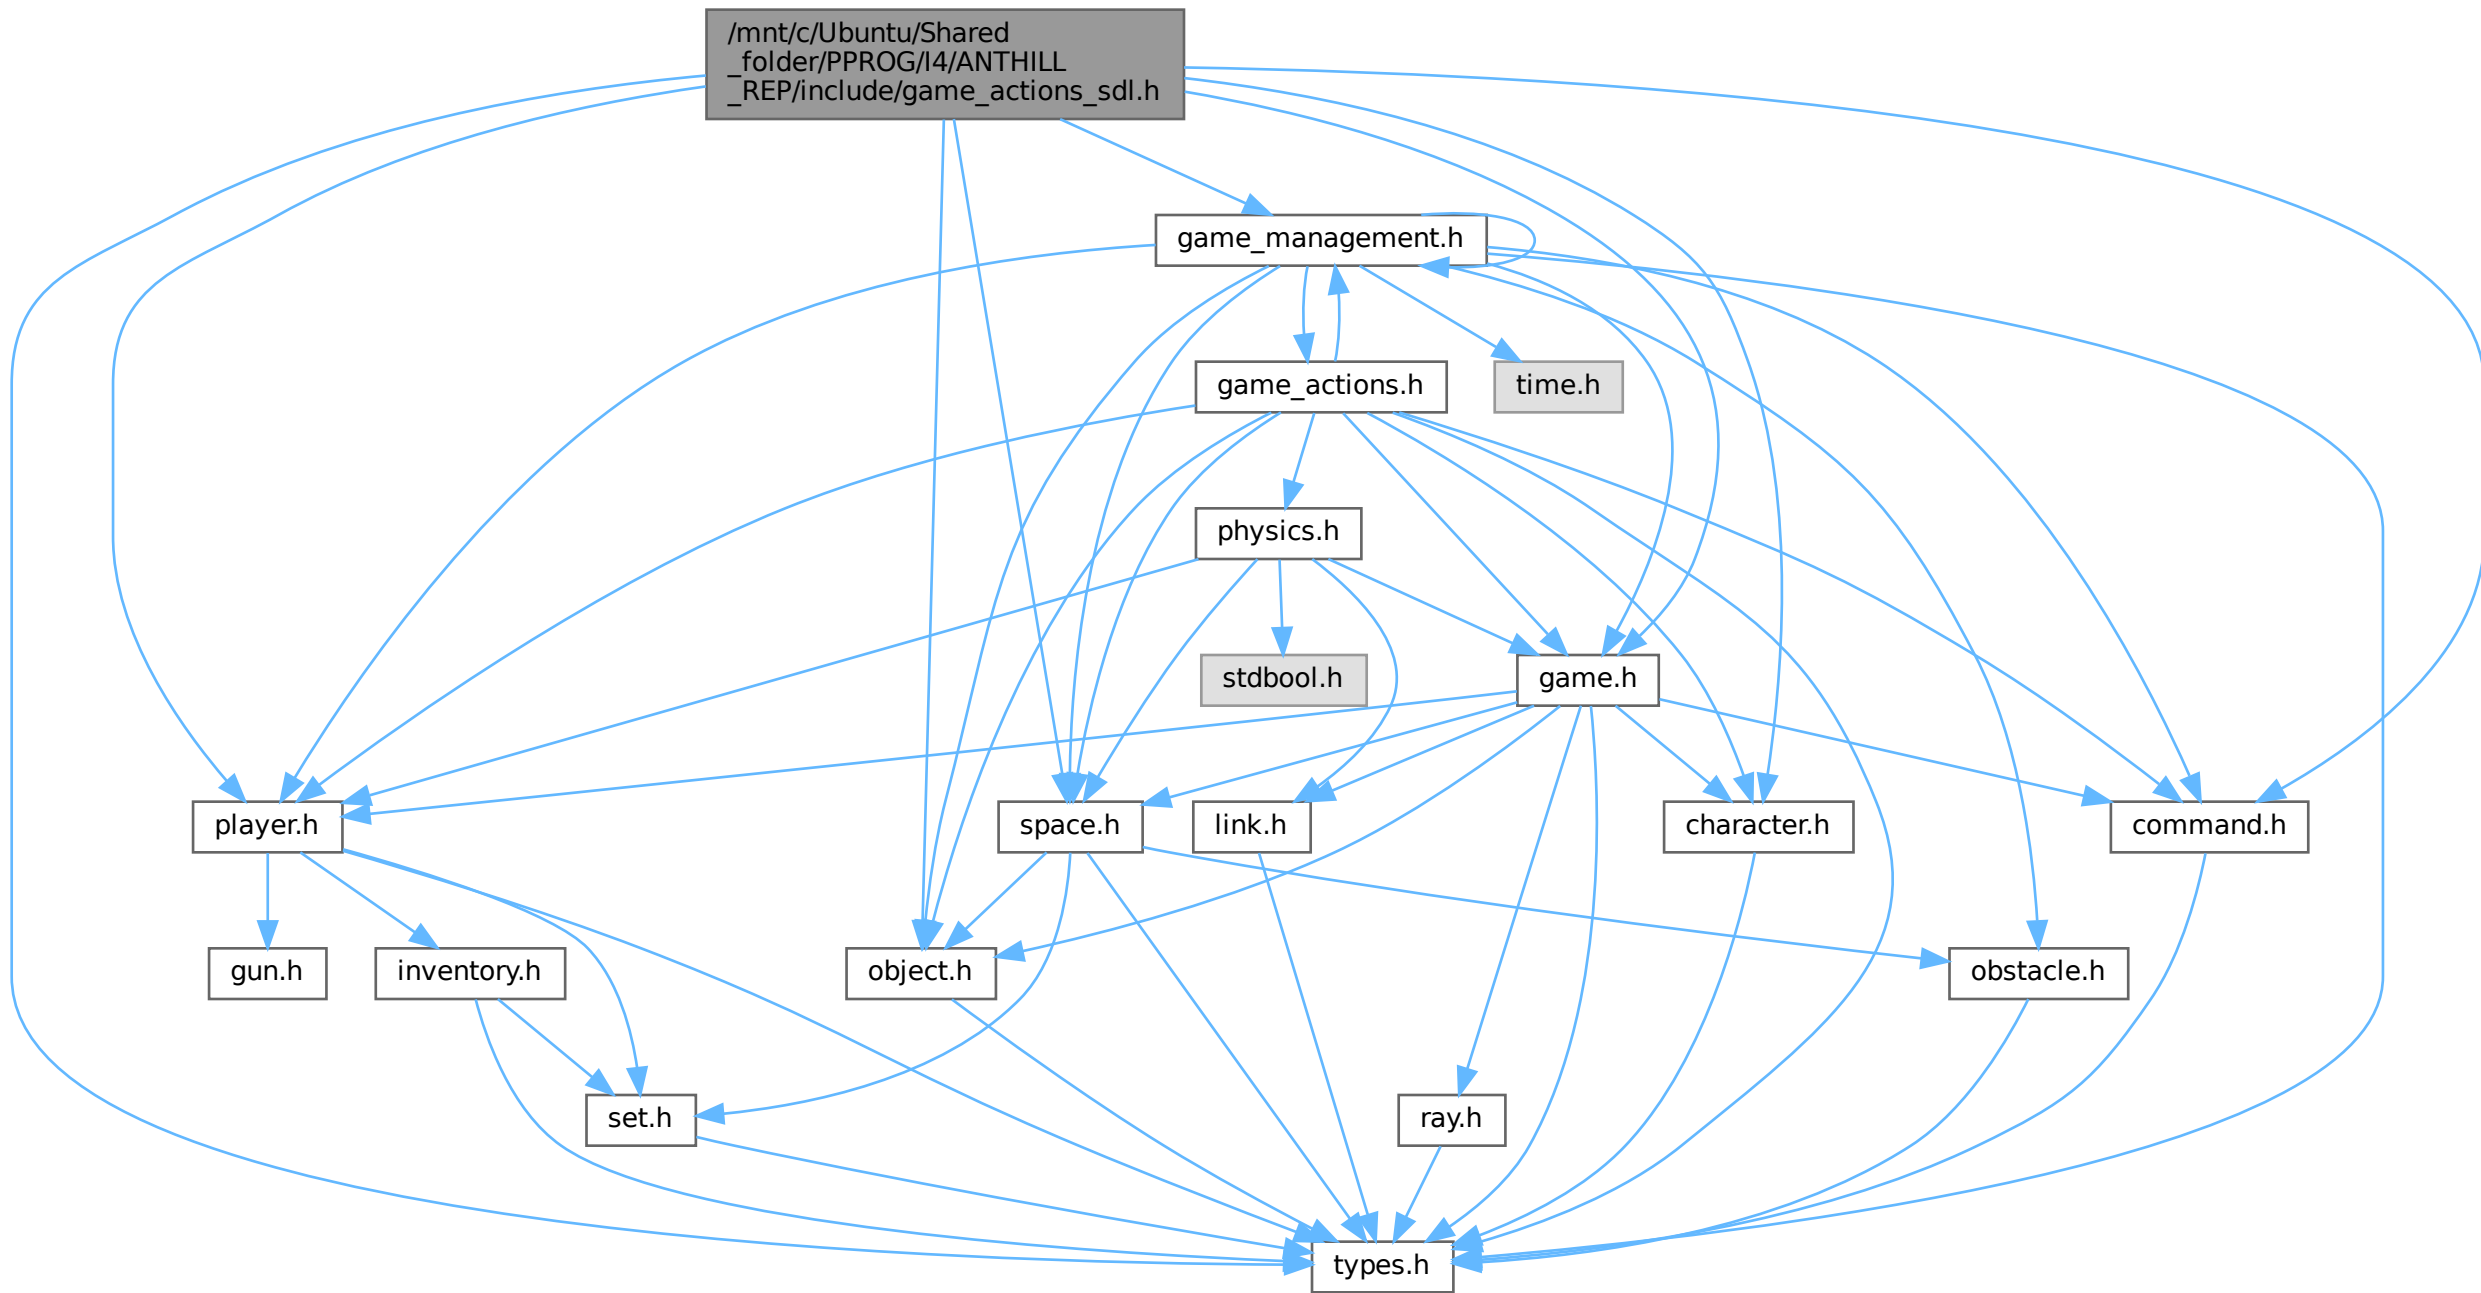 /mnt/c/Ubuntu/Shared
_folder/PPROG/I4/ANTHILL
_REP/include/game_actions_sdl.h
game_management.h
game_actions.h
time.h
physics.h
stdbool.h
game.h
player.h
space.h
link.h
character.h
command.h
gun.h
inventory.h
object.h
obstacle.h
set.h
ray.h
types.h